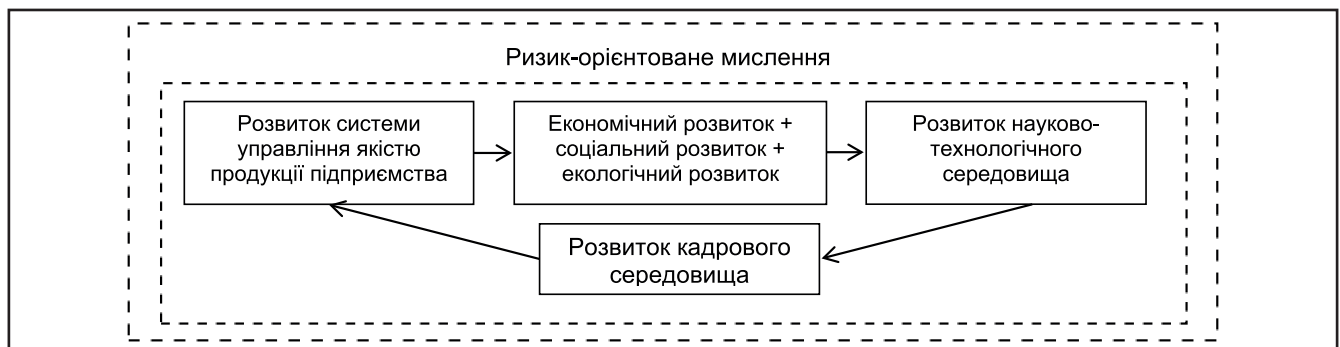 Ризик-орієнтоване мислення
Розвиток системи
управління якістю
продукції підприємства
Економічний розвиток +
соціальний розвиток +
екологічний розвиток
Розвиток науково-
технологічного
середовища
Розвиток кадрового
середовища